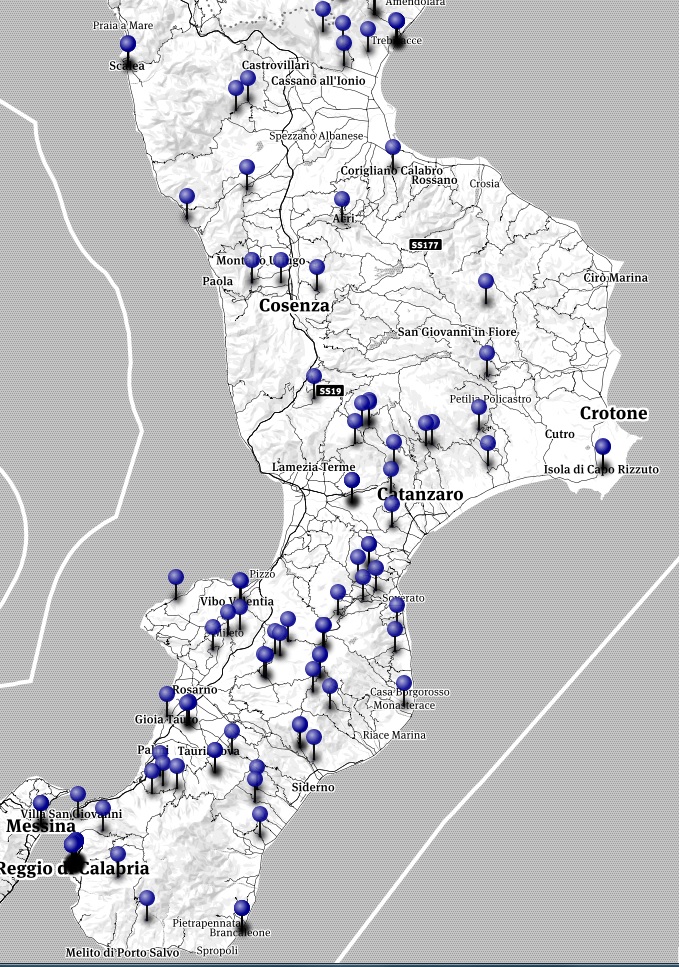 Amendolara
Praia a Mare
Trebisacce
Scalea
Castrovillari
Cassano all'Ionio
Spezzano Albanese
Corigliano Calabro
Rossano
Crosia
Acri
SS177
Montalto Uffugo
Paola
Cirò Marina
Cosenza
San Giovanni in Fiore
SS19
Petilia Policastro
Crotone
Cutro
Lamezia Terme
Isola di Capo Rizzuto
Catanzaro
Pizzo
Vibo Valentia
Soverato
Mileto
Rosarno
Casa Borgorosso
Monasterace
Gioia Tauro
Riace Marina
Palmi
Taurianova
Siderno
Villa San Giovanni
Messina
Reggio di Calabria
Pietrapennata
Brancaleone
Spropoli
Melito di Porto Salvo